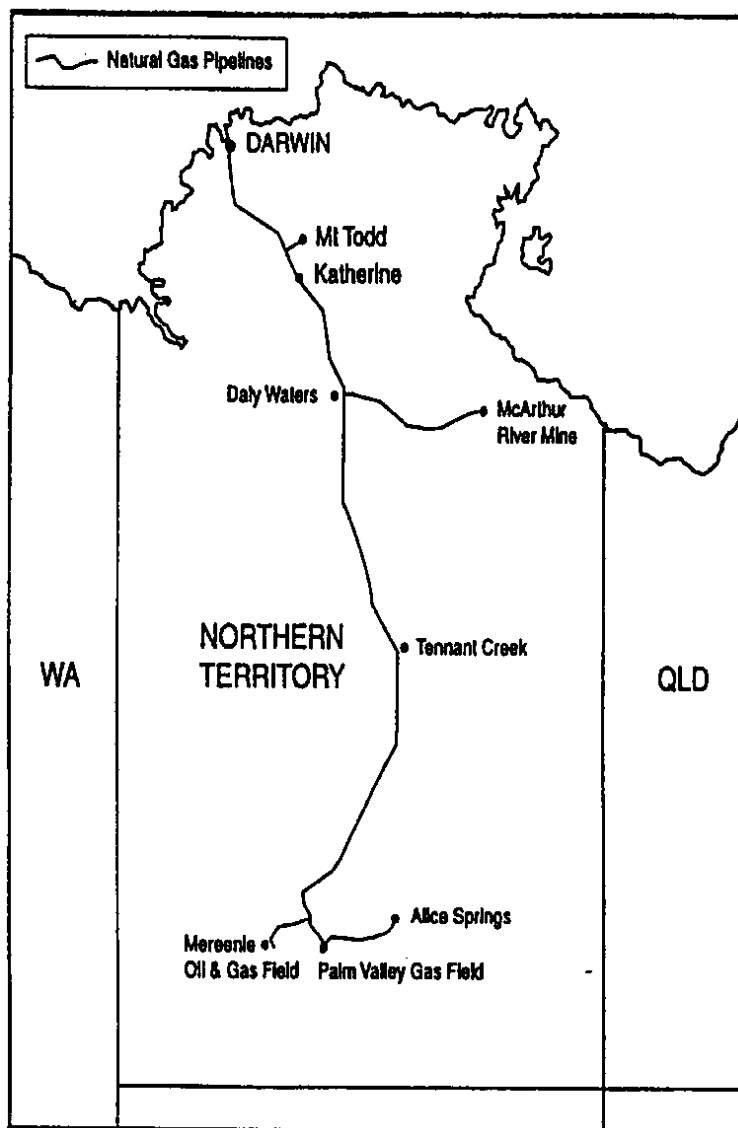 Natural Gas Pipelines
DARWIN
Mt Todd
Katherine
Daly Waters
McArthur
River Mine
NORTHERN
TERRITORY
Tennant Creek
WA
QLD
Alice Springs
Mereenie
Oil & Gas Field
Palm Valley Gas Field